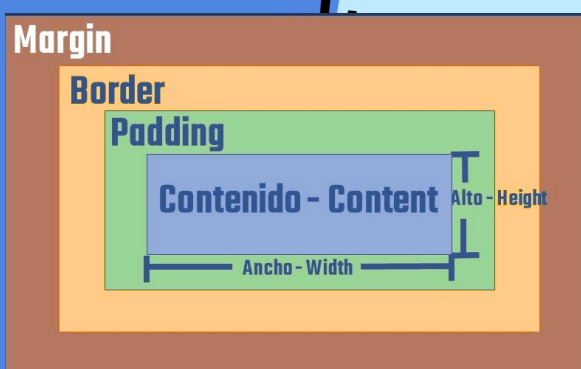 Margin
Border
Padding
Contenido - Content
Alto - Height
Ancho - Width